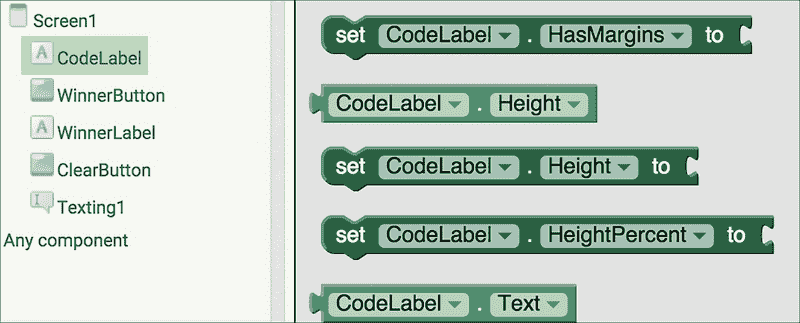 Screen1
A CodeLabel
WinnerButton
A WinnerLabel
ClearButton
Texting1
Any component
set CodeLabel . HasMargins to
CodeLabel . Height
set CodeLabel . Height to
set CodeLabel . HeightPercent to
CodeLabel . Text